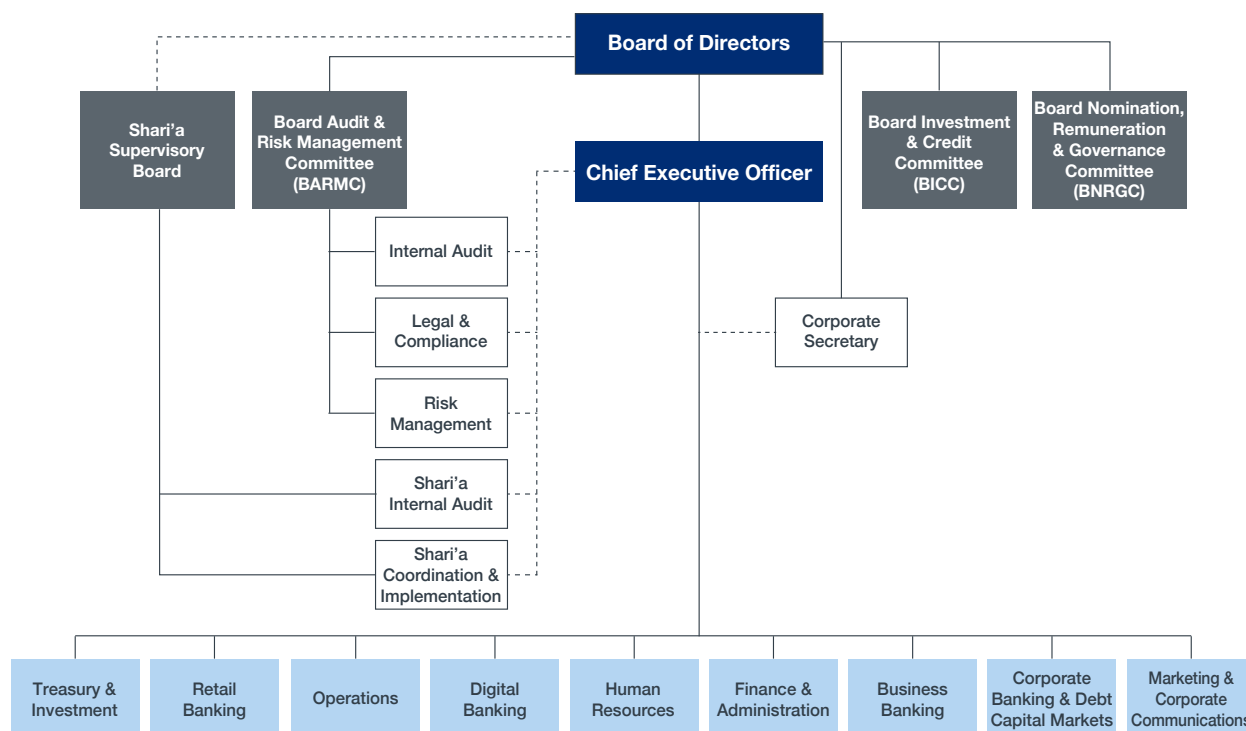 Board of Directors
Shari'a
Supervisory
Board
Board Audit &
Risk Management
Committee
(BARMC)
Chief Executive Officer
Board Investment
& Credit
Committee
(BICC)
Board Nomination,
Remuneration
& Governance
Committee
(BNRGC)
Internal Audit
Legal &
Compliance
Corporate
Secretary
Risk
Management
Shari'a
Internal Audit
Shari'a
Coordination &
Implementation
Treasury &
Investment
Retail
Banking
Operations
Digital
Banking
Human
Resources
Finance &
Administration
Business
Banking
Corporate
Banking & Debt
Capital Markets
Marketing &
Corporate
Communications